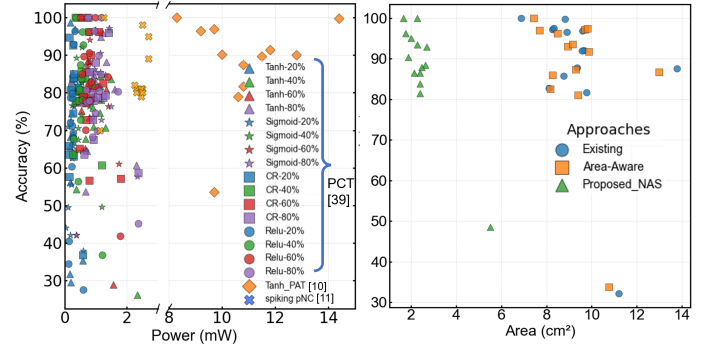 Accuracy (%)
100
90
80
70
60
50
40
30
0
2
8
10
12
14
Power (mW)
Tanh-20%
Tanh-40%
Tanh-60%
Tanh-80%
Sigmoid-20%
Sigmoid-40%
Sigmoid-60%
Sigmoid-80%
CR-20%
CR-40%
CR-60%
CR-80%
Relu-20%
Relu-40%
Relu-60%
Relu-80%
Tanh_PAT [10]
spiking pNC [11]
PCT
[39]
100
90
80
70
60
50
40
30
2
4
6
8
10
12
14
Area (cm²)
Approaches
Existing
Area-Aware
Proposed_NAS